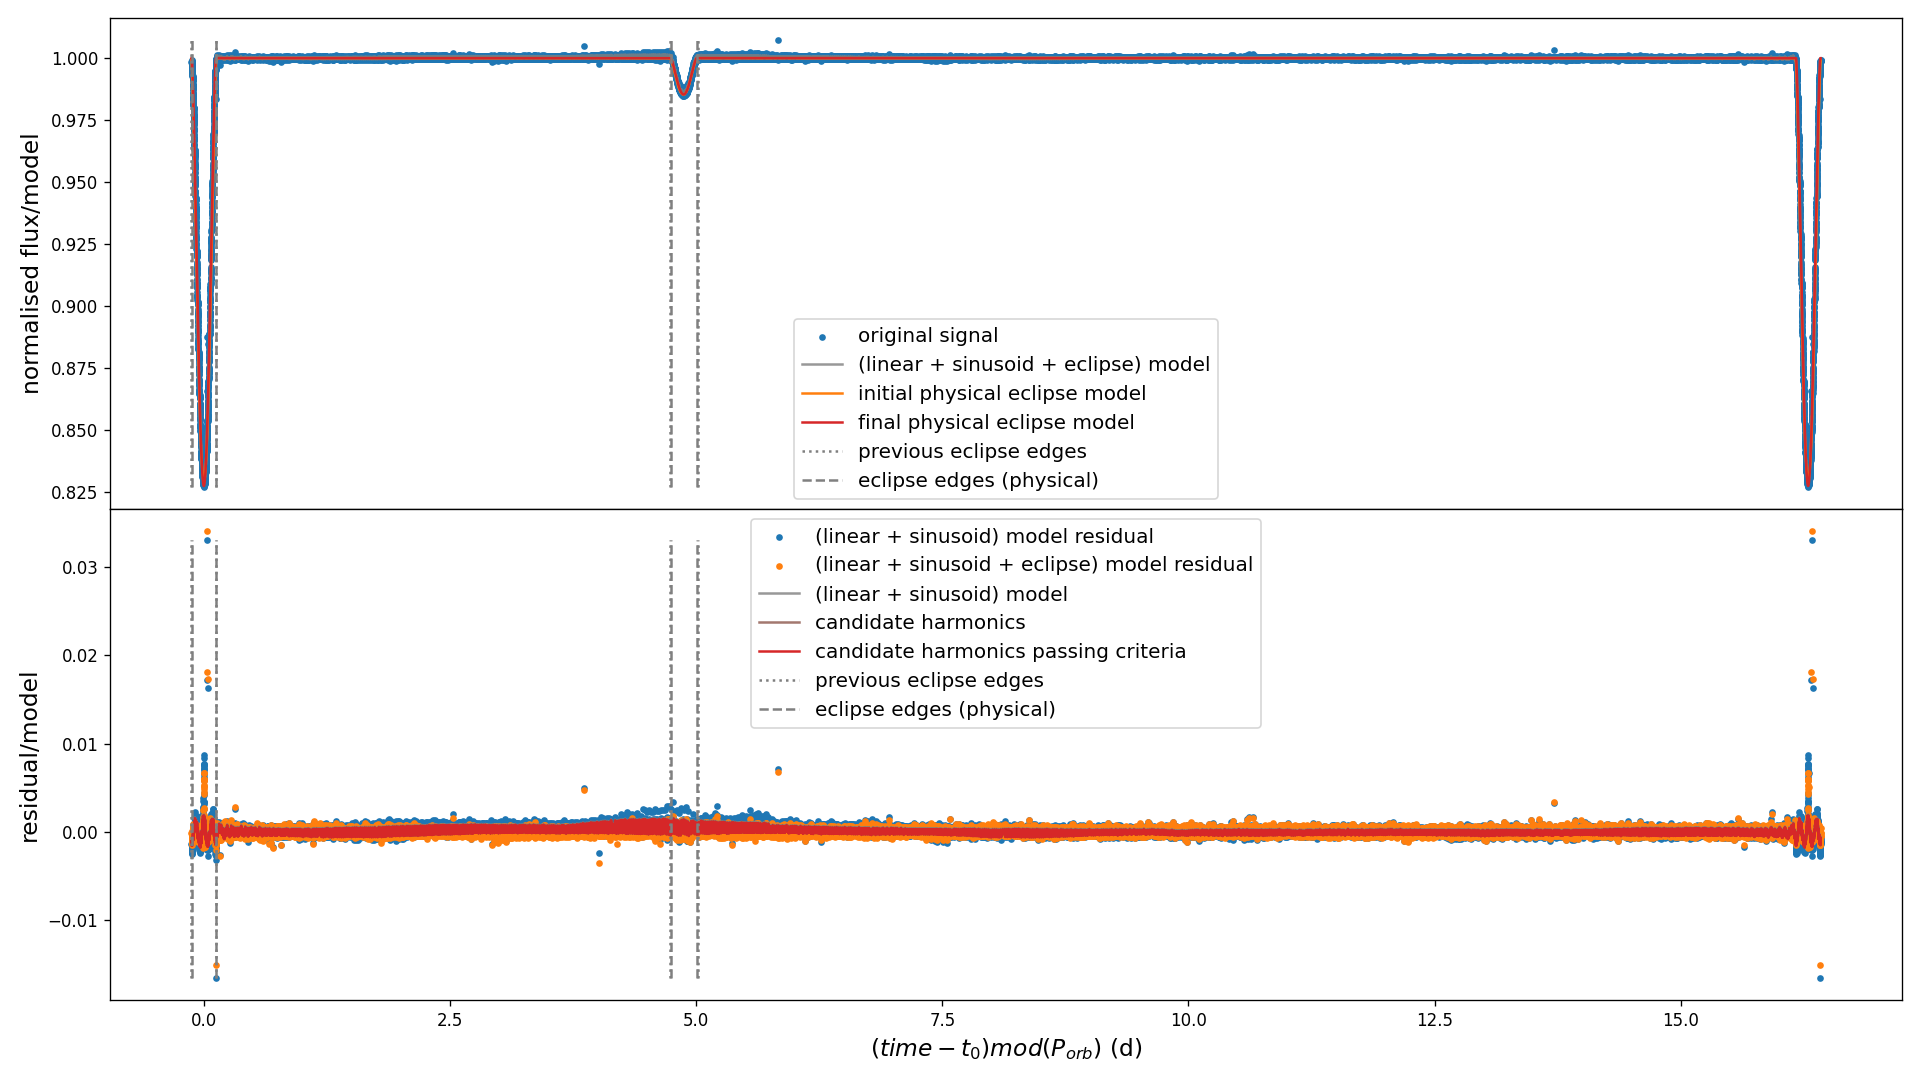 normalised flux/model
1.000
0.975
0.950
0.925
0.900
0.875
0.850
0.825
original signal
(linear + sinusoid + eclipse) model
initial physical eclipse model
final physical eclipse model
previous eclipse edges
eclipse edges (physical)
residual/model
0.03
0.02
0.01
0.00
−0.01
(linear + sinusoid) model residual
(linear + sinusoid + eclipse) model residual
(linear + sinusoid) model
candidate harmonics
candidate harmonics passing criteria
previous eclipse edges
eclipse edges (physical)
0.0 2.5 5.0 7.5 10.0 12.5 15.0
(time − t₀)mod(Pₒᵣb) (d)